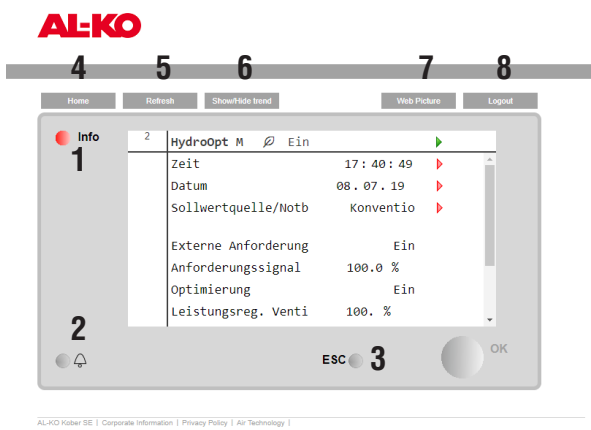 AL-KO
4 5 6 7 8
Home Refresh Show/Hide trend Web Picture Logout
Info
1
2 HydroOpt M Ein
Zeit 17:40:49
Datum 08.07.19
Sollwertquelle/Notb Konventio
Externe Anforderung Ein
Anforderungssignal 100.0 %
Optimierung Ein
Leistungsreg. Venti 100. %
2
ESC 3
OK
AL-KO Kober SE | Corporate Information | Privacy Policy | Air Technology |